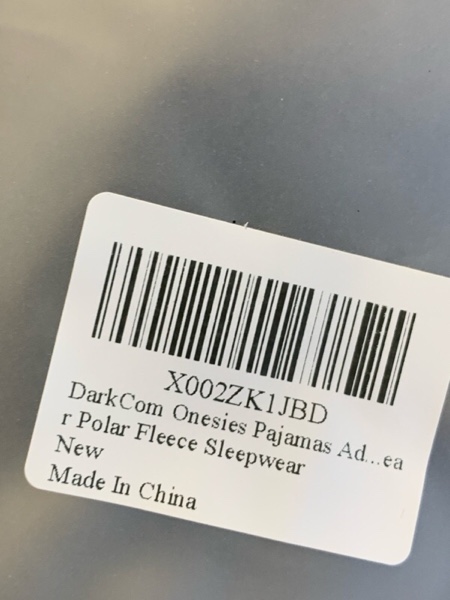 X002ZK1JBD
DarkCom Onesies Pajamas Ad...ea
r Polar Fleece Sleepwear
New
Made In China